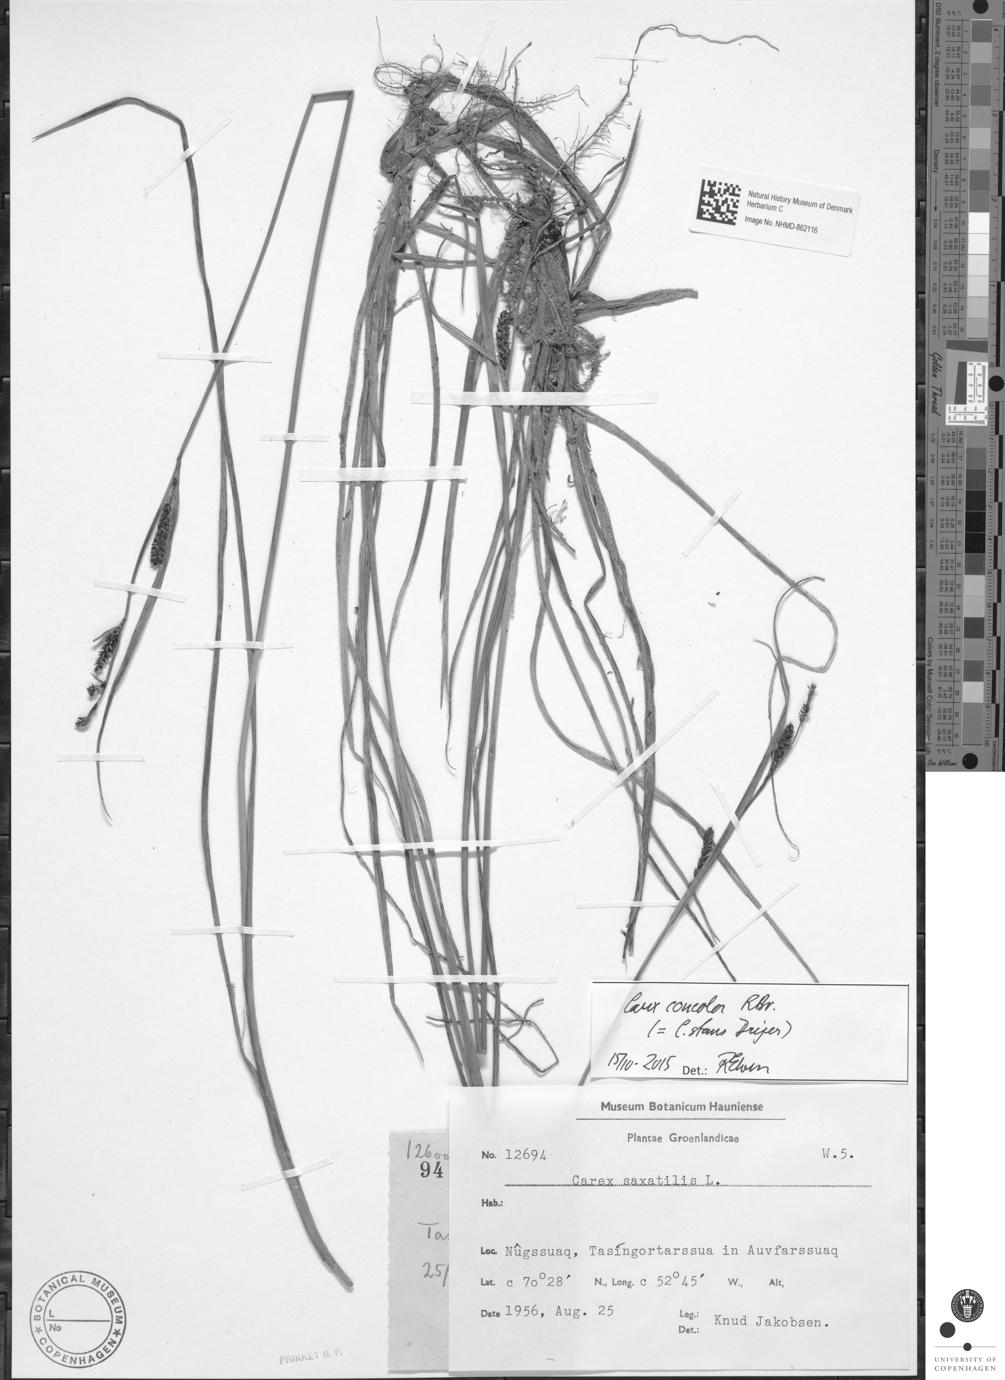 Natural History Museum of Denmark
Herbarium C
Image No. NHMD-862116
Golden Thread
Carex concolor R.Br.
(= C. stans Drejer)
15/10-2015 Det.: R Elven
Museum Botanicum Hauniense
Plantae Groenlandicae
No. 12694 W.5.
Carex saxatilis L.
Hab.:
Loc. Nûgssuaq, Tasíngortarssua in Auvfarssuaq
Lat. c 70°28′ N., Long. c 52°45′ W., Alt,
Date 1956, Aug. 25
Leg.: Knud Jakobsen.
Det.:
12600
94
Ta
25/
BOTANICAL MUSEUM
L
No
COPENHAGEN
PRIKKET B. F.
UNIVERSITY OF
COPENHAGEN